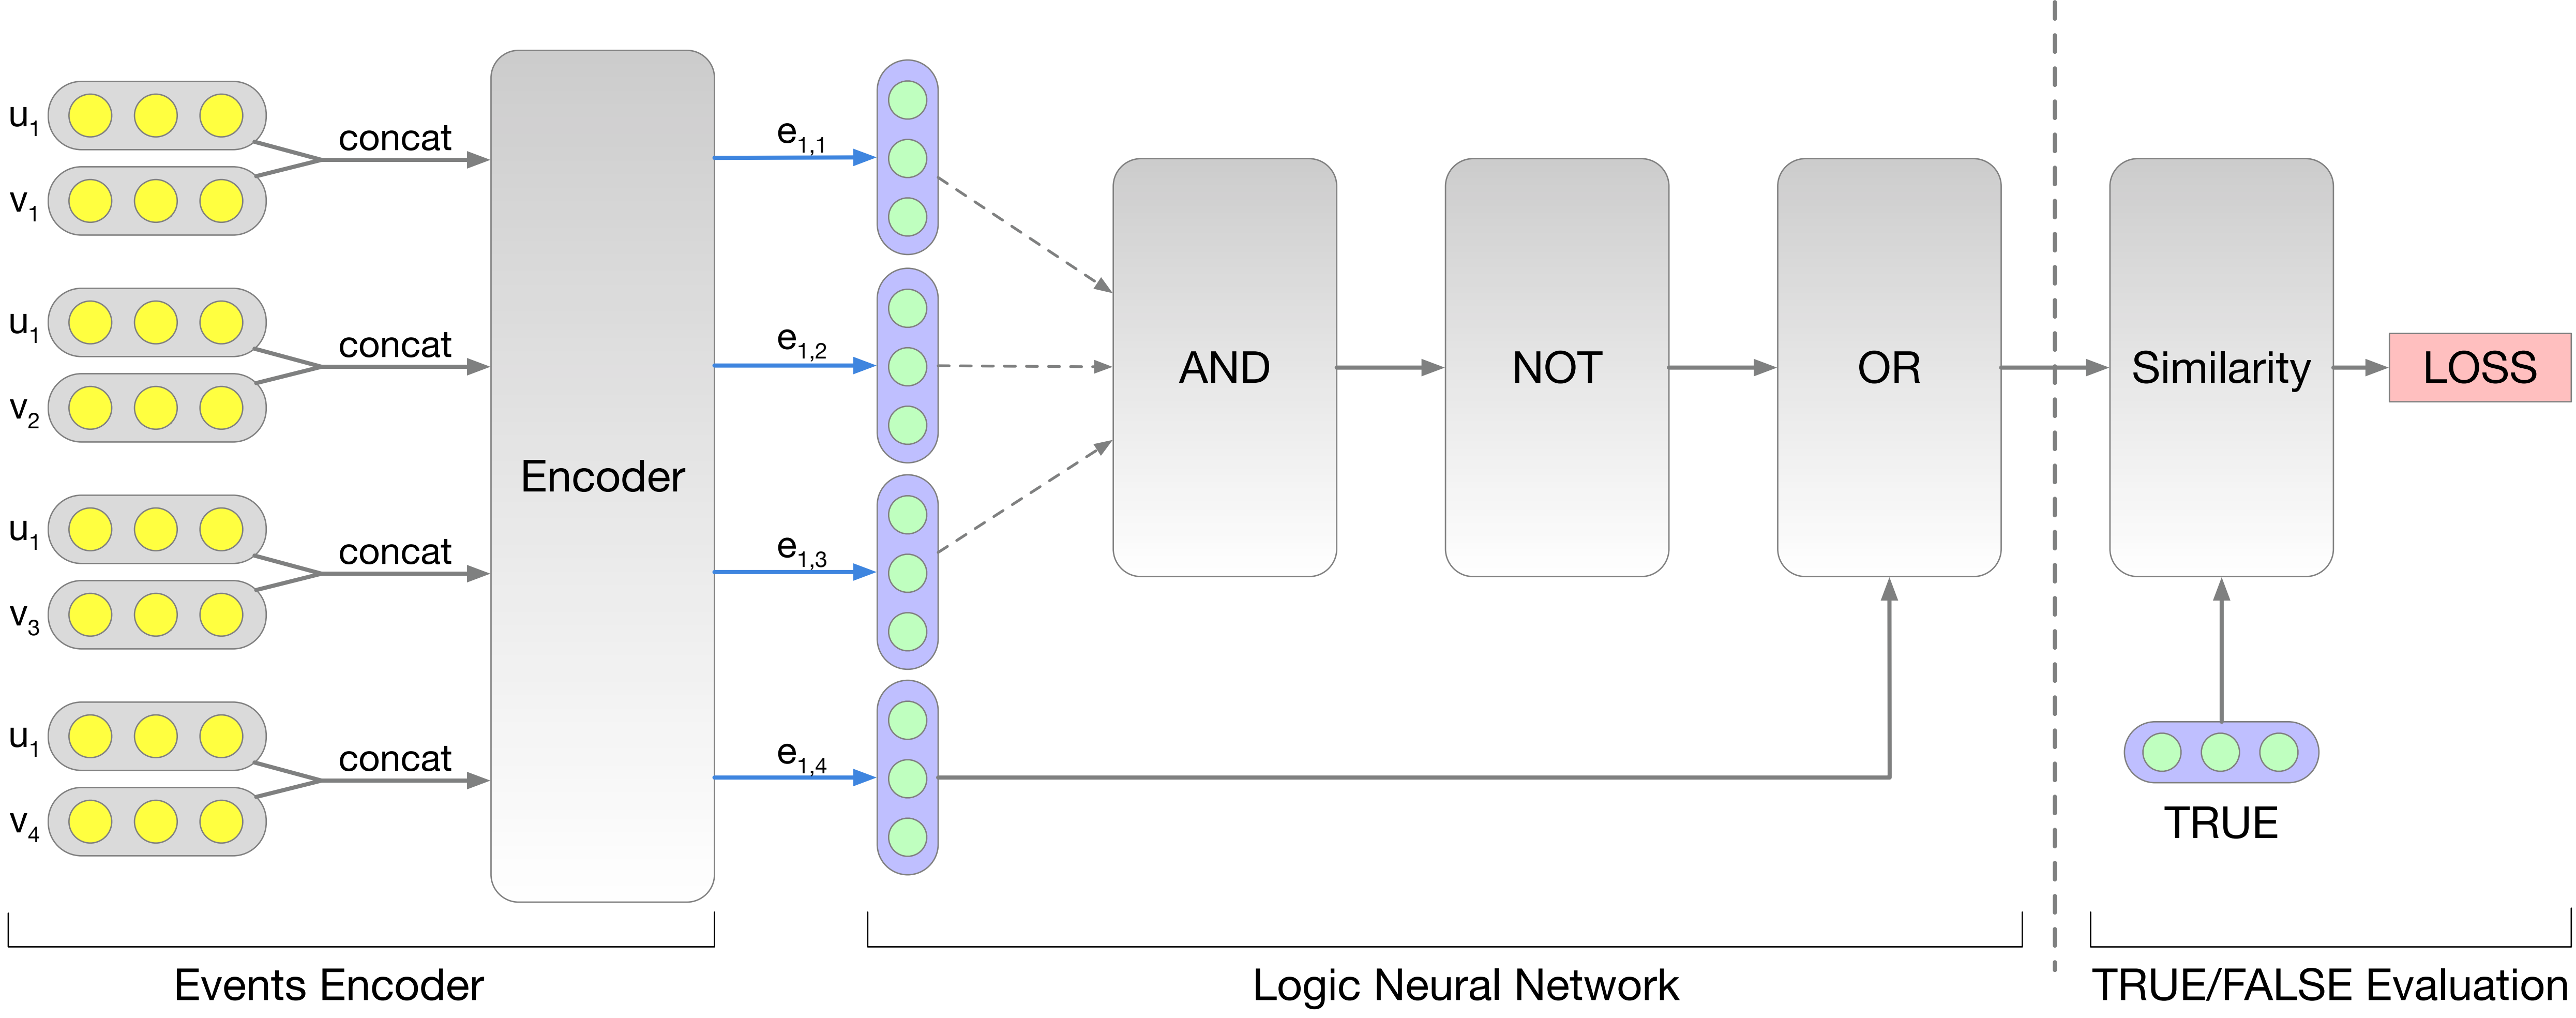 u1
concat
v1
u1
concat
v2
u1
concat
v3
u1
concat
v4
Encoder
e1,1
e1,2
e1,3
e1,4
AND
NOT
OR
Similarity
LOSS
TRUE
Events Encoder
Logic Neural Network
TRUE/FALSE Evaluation